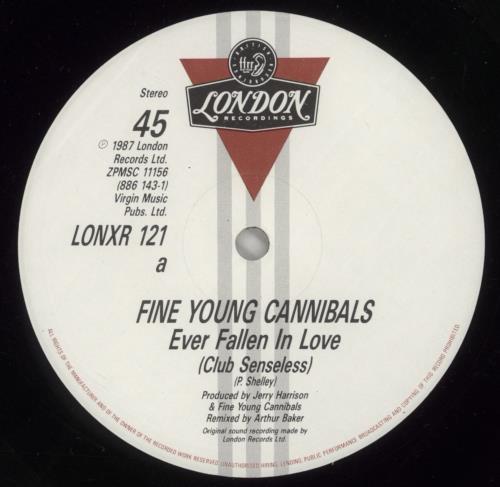 ffrr
LONDON
RECORDINGS
Stereo
45
℗ 1987 London
Records Ltd.
ZPMSC 11156
(886 143-1)
Virgin Music
Pubs. Ltd.
LONXR 121
a
FINE YOUNG CANNIBALS
Ever Fallen In Love
(Club Senseless)
(P. Shelley)
Produced by Jerry Harrison
& Fine Young Cannibals
Remixed by Arthur Baker
Original sound recording made by
London Records Ltd.
ALL RIGHTS OF THE MANUFACTURER AND OF THE OWNER OF THE RECORDED WORK RESERVED. UNAUTHORISED HIRING, LENDING, PUBLIC PERFORMANCE, BROADCASTING AND COPYING OF THIS RECORD PROHIBITED.